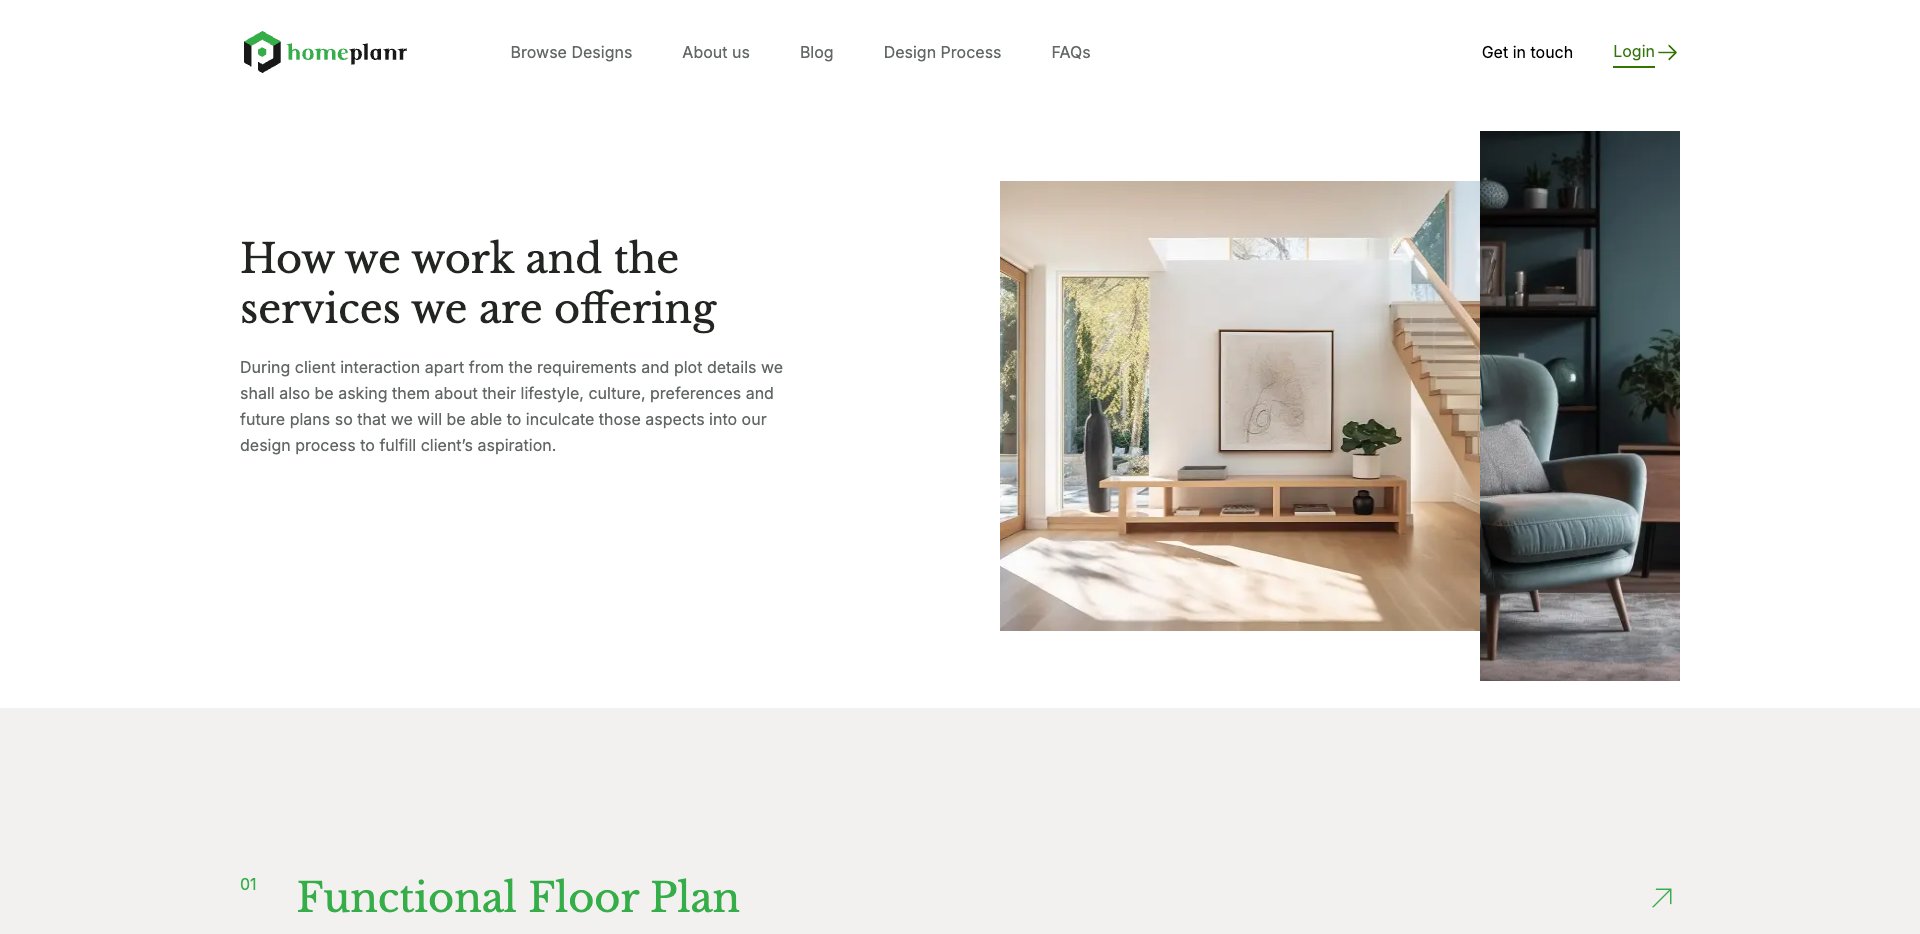 homeplanr
Browse Designs
About us
Blog
Design Process
FAQs
Get in touch
Login
How we work and the
services we are offering
During client interaction apart from the requirements and plot details we
shall also be asking them about their lifestyle, culture, preferences and
future plans so that we will be able to inculcate those aspects into our
design process to fulfill client’s aspiration.
01
Functional Floor Plan